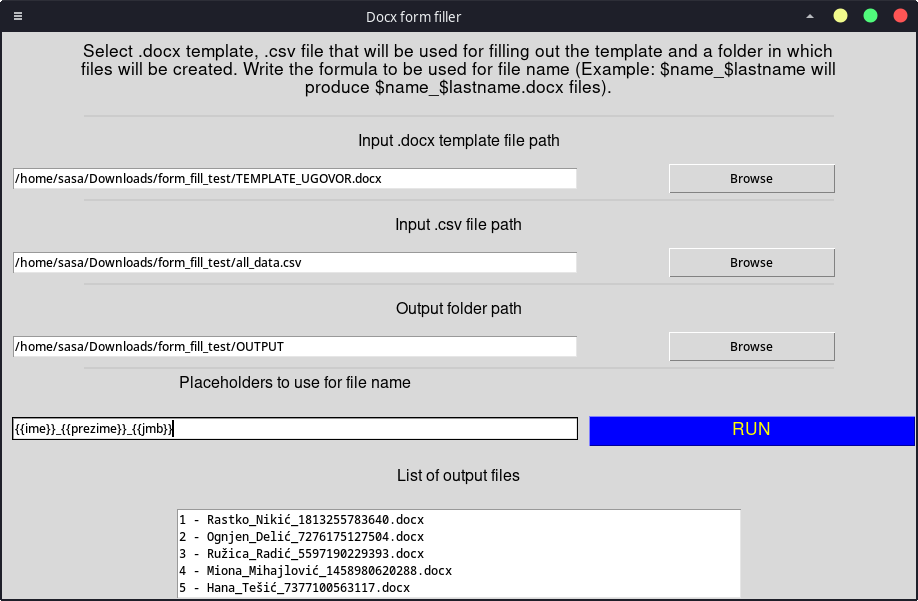 Docx form filler
Select .docx template, .csv file that will be used for filling out the template and a folder in which
files will be created. Write the formula to be used for file name (Example: $name_$lastname will
produce $name_$lastname.docx files).
Input .docx template file path
/home/sasa/Downloads/form_fill_test/TEMPLATE_UGOVOR.docx Browse
Input .csv file path
/home/sasa/Downloads/form_fill_test/all_data.csv Browse
Output folder path
/home/sasa/Downloads/form_fill_test/OUTPUT Browse
Placeholders to use for file name
{{ime}}_{{prezime}}_{{jmb}} RUN
List of output files
1 - Rastko_Nikić_1813255783640.docx
2 - Ognjen_Delić_7276175127504.docx
3 - Ružica_Radić_5597190229393.docx
4 - Miona_Mihajlović_1458980620288.docx
5 - Hana_Tešić_7377100563117.docx